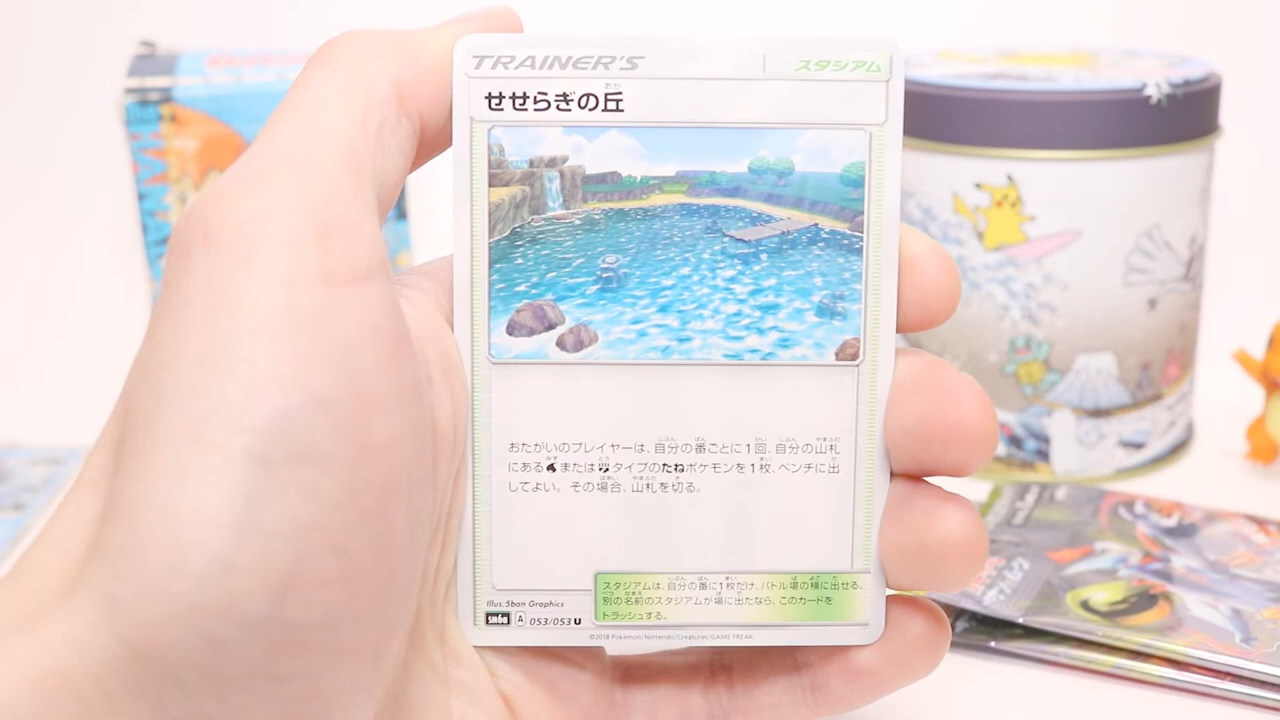 TRAINER'S スタジアム
せせらぎの丘
おたがいのプレイヤーは、自分の番ごとに1回、自分の山札
にある または タイプのたねポケモンを1枚、ベンチに出
してよい。その場合、山札を切る。
スタジアムは、自分の番に1枚だけ、バトル場の横に出せる。
別の名前のスタジアムが場に出たなら、このカードを
トラッシュする。
Illus.5ban Graphics
SM6a A 053/053 U
©2018 Pokémon/Nintendo/Creatures/GAME FREAK.